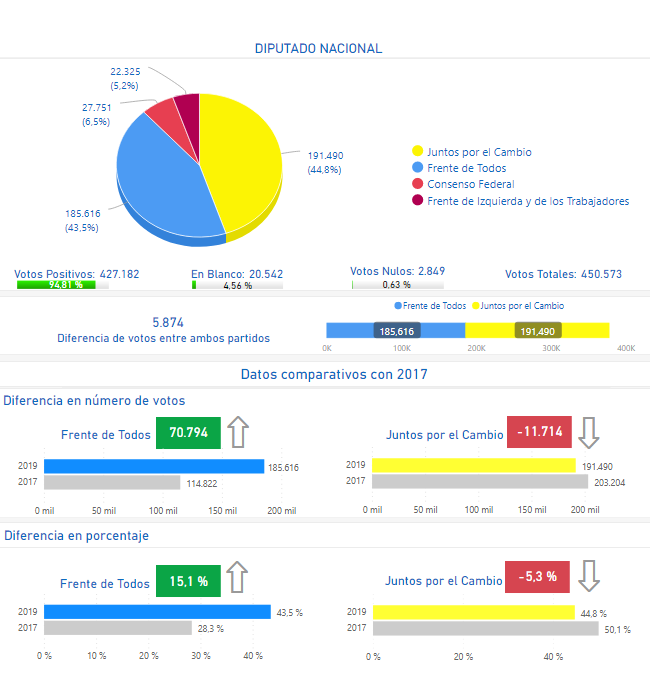 DIPUTADO NACIONAL
22.325
(5,2%)
27.751
(6,5%)
191.490
(44,8%)
185.616
(43,5%)
Juntos por el Cambio
Frente de Todos
Consenso Federal
Frente de Izquierda y de los Trabajadores
Votos Positivos: 427.182
94,81 %
En Blanco: 20.542
4,56 %
Votos Nulos: 2.849
0,63 %
Votos Totales: 450.573
5.874
Diferencia de votos entre ambos partidos
Frente de Todos Juntos por el Cambio
185,616 191,490
0K 100K 200K 300K 400K
Datos comparativos con 2017
Diferencia en número de votos
Frente de Todos 70.794
2019 185.616
2017 114.822
0 mil 50 mil 100 mil 150 mil 200 mil
Juntos por el Cambio -11.714
2019 191.490
2017 203.204
0 mil 50 mil 100 mil 150 mil 200 mil
Diferencia en porcentaje
Frente de Todos 15,1 %
2019 43,5 %
2017 28,3 %
0 % 10 % 20 % 30 % 40 %
Juntos por el Cambio -5,3 %
2019 44,8 %
2017 50,1 %
0 % 20 % 40 %